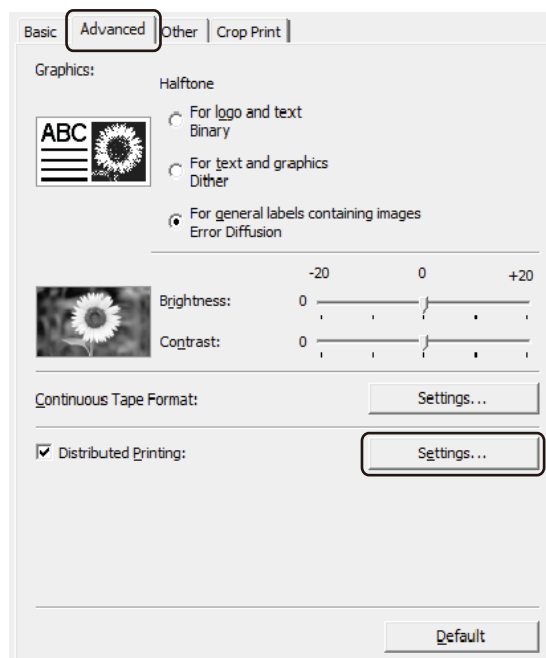 Basic Advanced Other Crop Print
Graphics:
Halftone
For logo and text
Binary
ABC
For text and graphics
Dither
For general labels containing images
Error Diffusion
-20 0 +20
Brightness: 0
Contrast: 0
Continuous Tape Format: Settings...
Distributed Printing: Settings...
Default